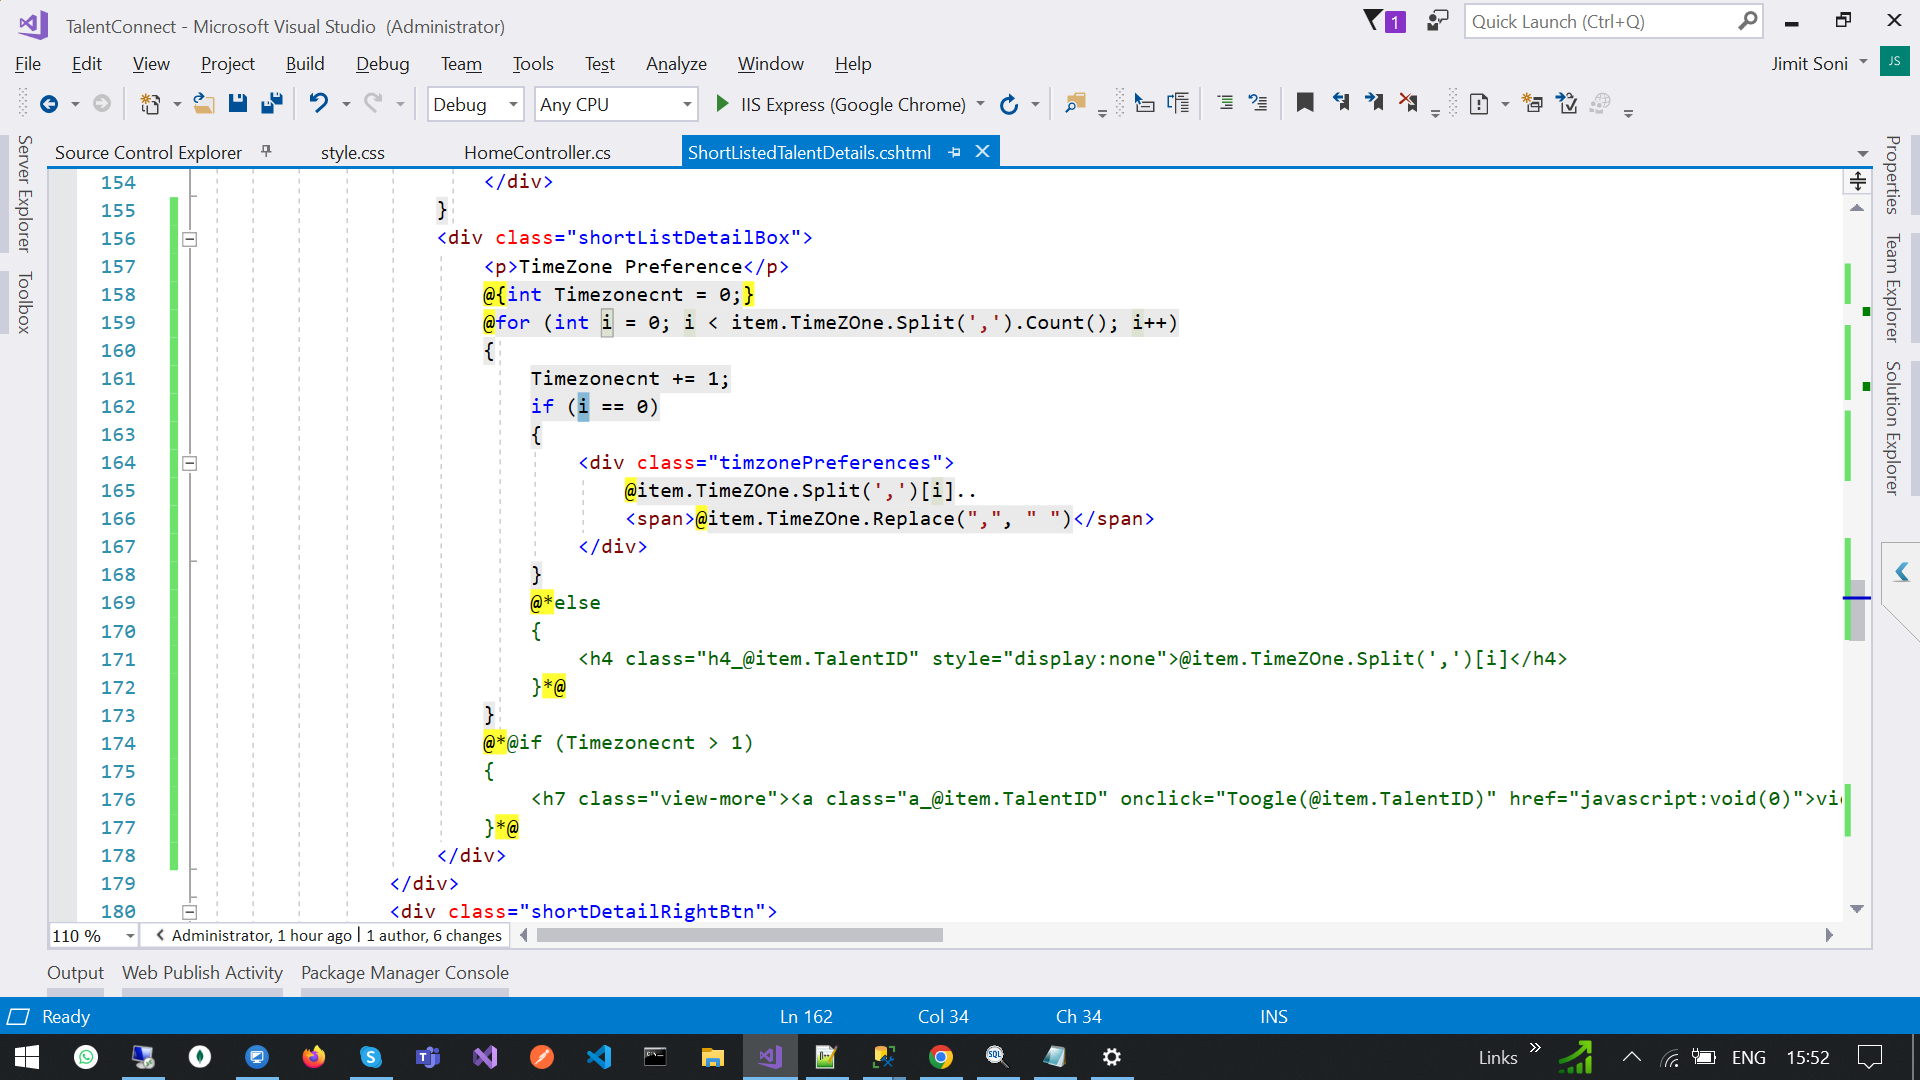 TalentConnect - Microsoft Visual Studio (Administrator)
1
Quick Launch (Ctrl+Q)
File Edit View Project Build Debug Team Tools Test Analyze Window Help
Jimit Soni
JS
Debug
Any CPU
IIS Express (Google Chrome)
Server Explorer
Toolbox
Source Control Explorer
style.css
HomeController.cs
ShortListedTalentDetails.cshtml
Properties
Team Explorer
Solution Explorer
154 </div>
155 }
156 <div class="shortListDetailBox">
157 <p>TimeZone Preference</p>
158 @{int Timezonecnt = 0;}
159 @for (int i = 0; i < item.TimeZOne.Split(',').Count(); i++)
160 {
161 Timezonecnt += 1;
162 if (i == 0)
163 {
164 <div class="timzonePreferences">
165 @item.TimeZOne.Split(',')[i]..
166 <span>@item.TimeZOne.Replace(",", " ")</span>
167 </div>
168 }
169 @*else
170 {
171 <h4 class="h4_@item.TalentID" style="display:none">@item.TimeZOne.Split(',')[i]</h4>
172 }*@
173 }
174 @*@if (Timezonecnt > 1)
175 {
176 <h7 class="view-more"><a class="a_@item.TalentID" onclick="Toogle(@item.TalentID)" href="javascript:void(0)">vi
177 }*@
178 </div>
179 </div>
180 <div class="shortDetailRightBtn">
110 %
Administrator, 1 hour ago | 1 author, 6 changes
Output Web Publish Activity Package Manager Console
Ready
Ln 162 Col 34 Ch 34 INS
SQL
Links
ENG 15:52